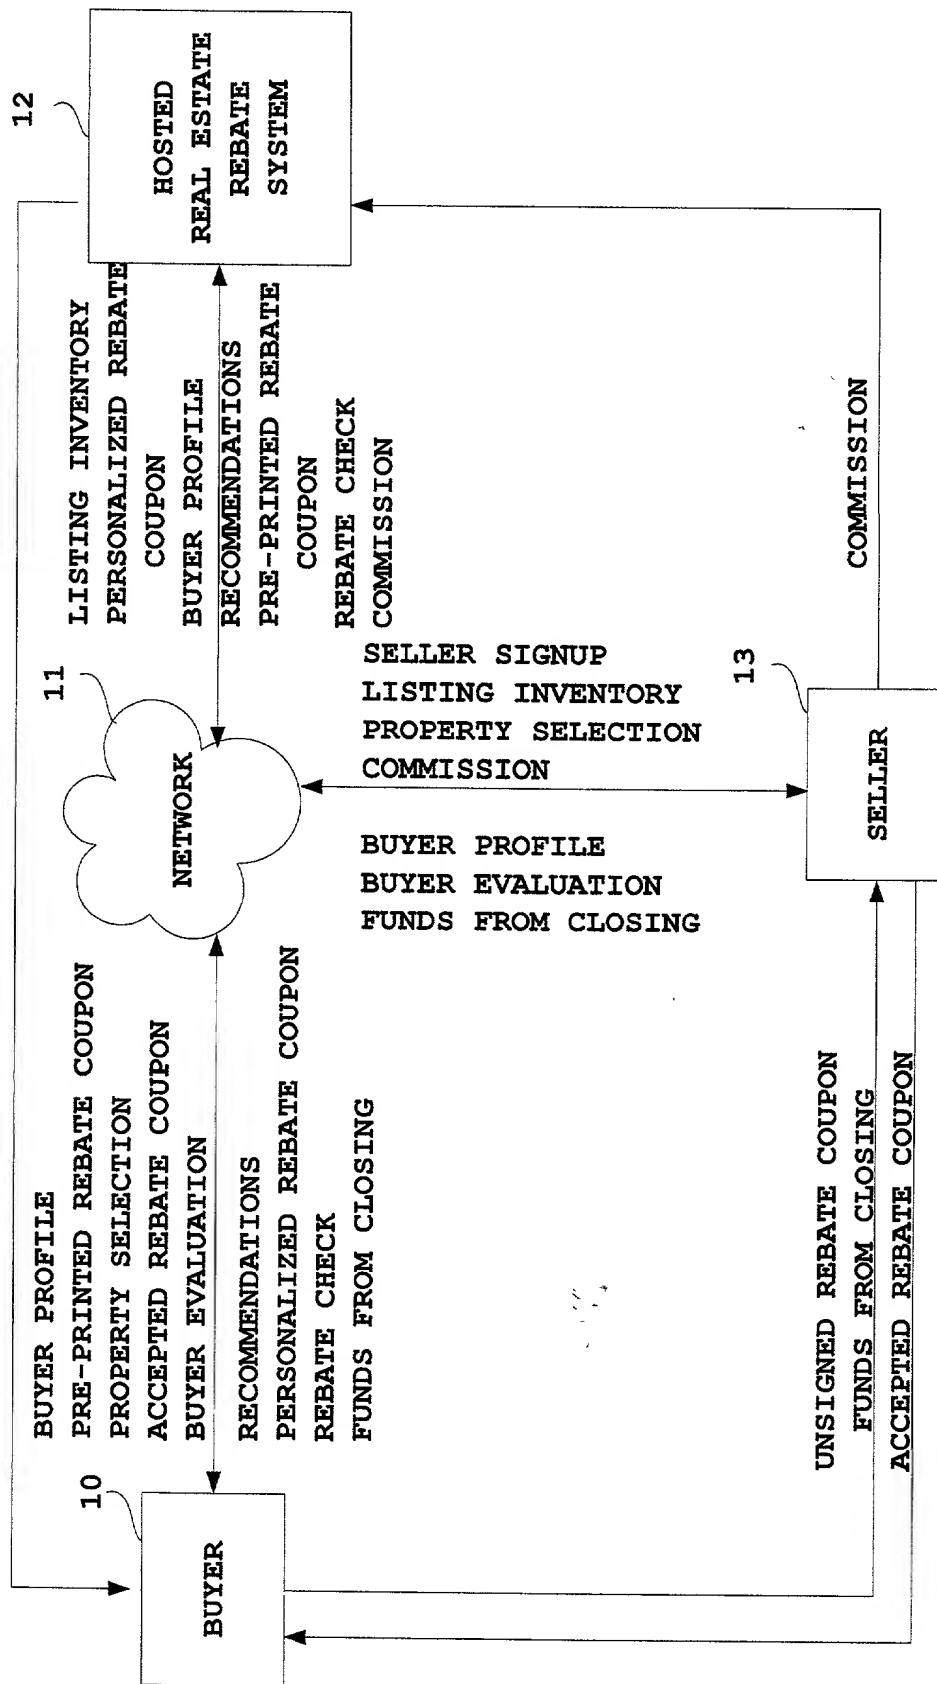 BUYER PROFILE
PRE-PRINTED REBATE COUPON
PROPERTY SELECTION
ACCEPTED REBATE COUPON
BUYER EVALUATION
RECOMMENDATIONS
PERSONALIZED REBATE COUPON
REBATE CHECK
FUNDS FROM CLOSING
10
BUYER
11
NETWORK
LISTING INVENTORY
PERSONALIZED REBATE
COUPON
BUYER PROFILE
RECOMMENDATIONS
PRE-PRINTED REBATE
COUPON
REBATE CHECK
COMMISSION
12
HOSTED
REAL ESTATE
REBATE
SYSTEM
SELLER SIGNUP
LISTING INVENTORY
PROPERTY SELECTION
COMMISSION
BUYER PROFILE
BUYER EVALUATION
FUNDS FROM CLOSING
13
SELLER
COMMISSION
UNSIGNED REBATE COUPON
FUNDS FROM CLOSING
ACCEPTED REBATE COUPON